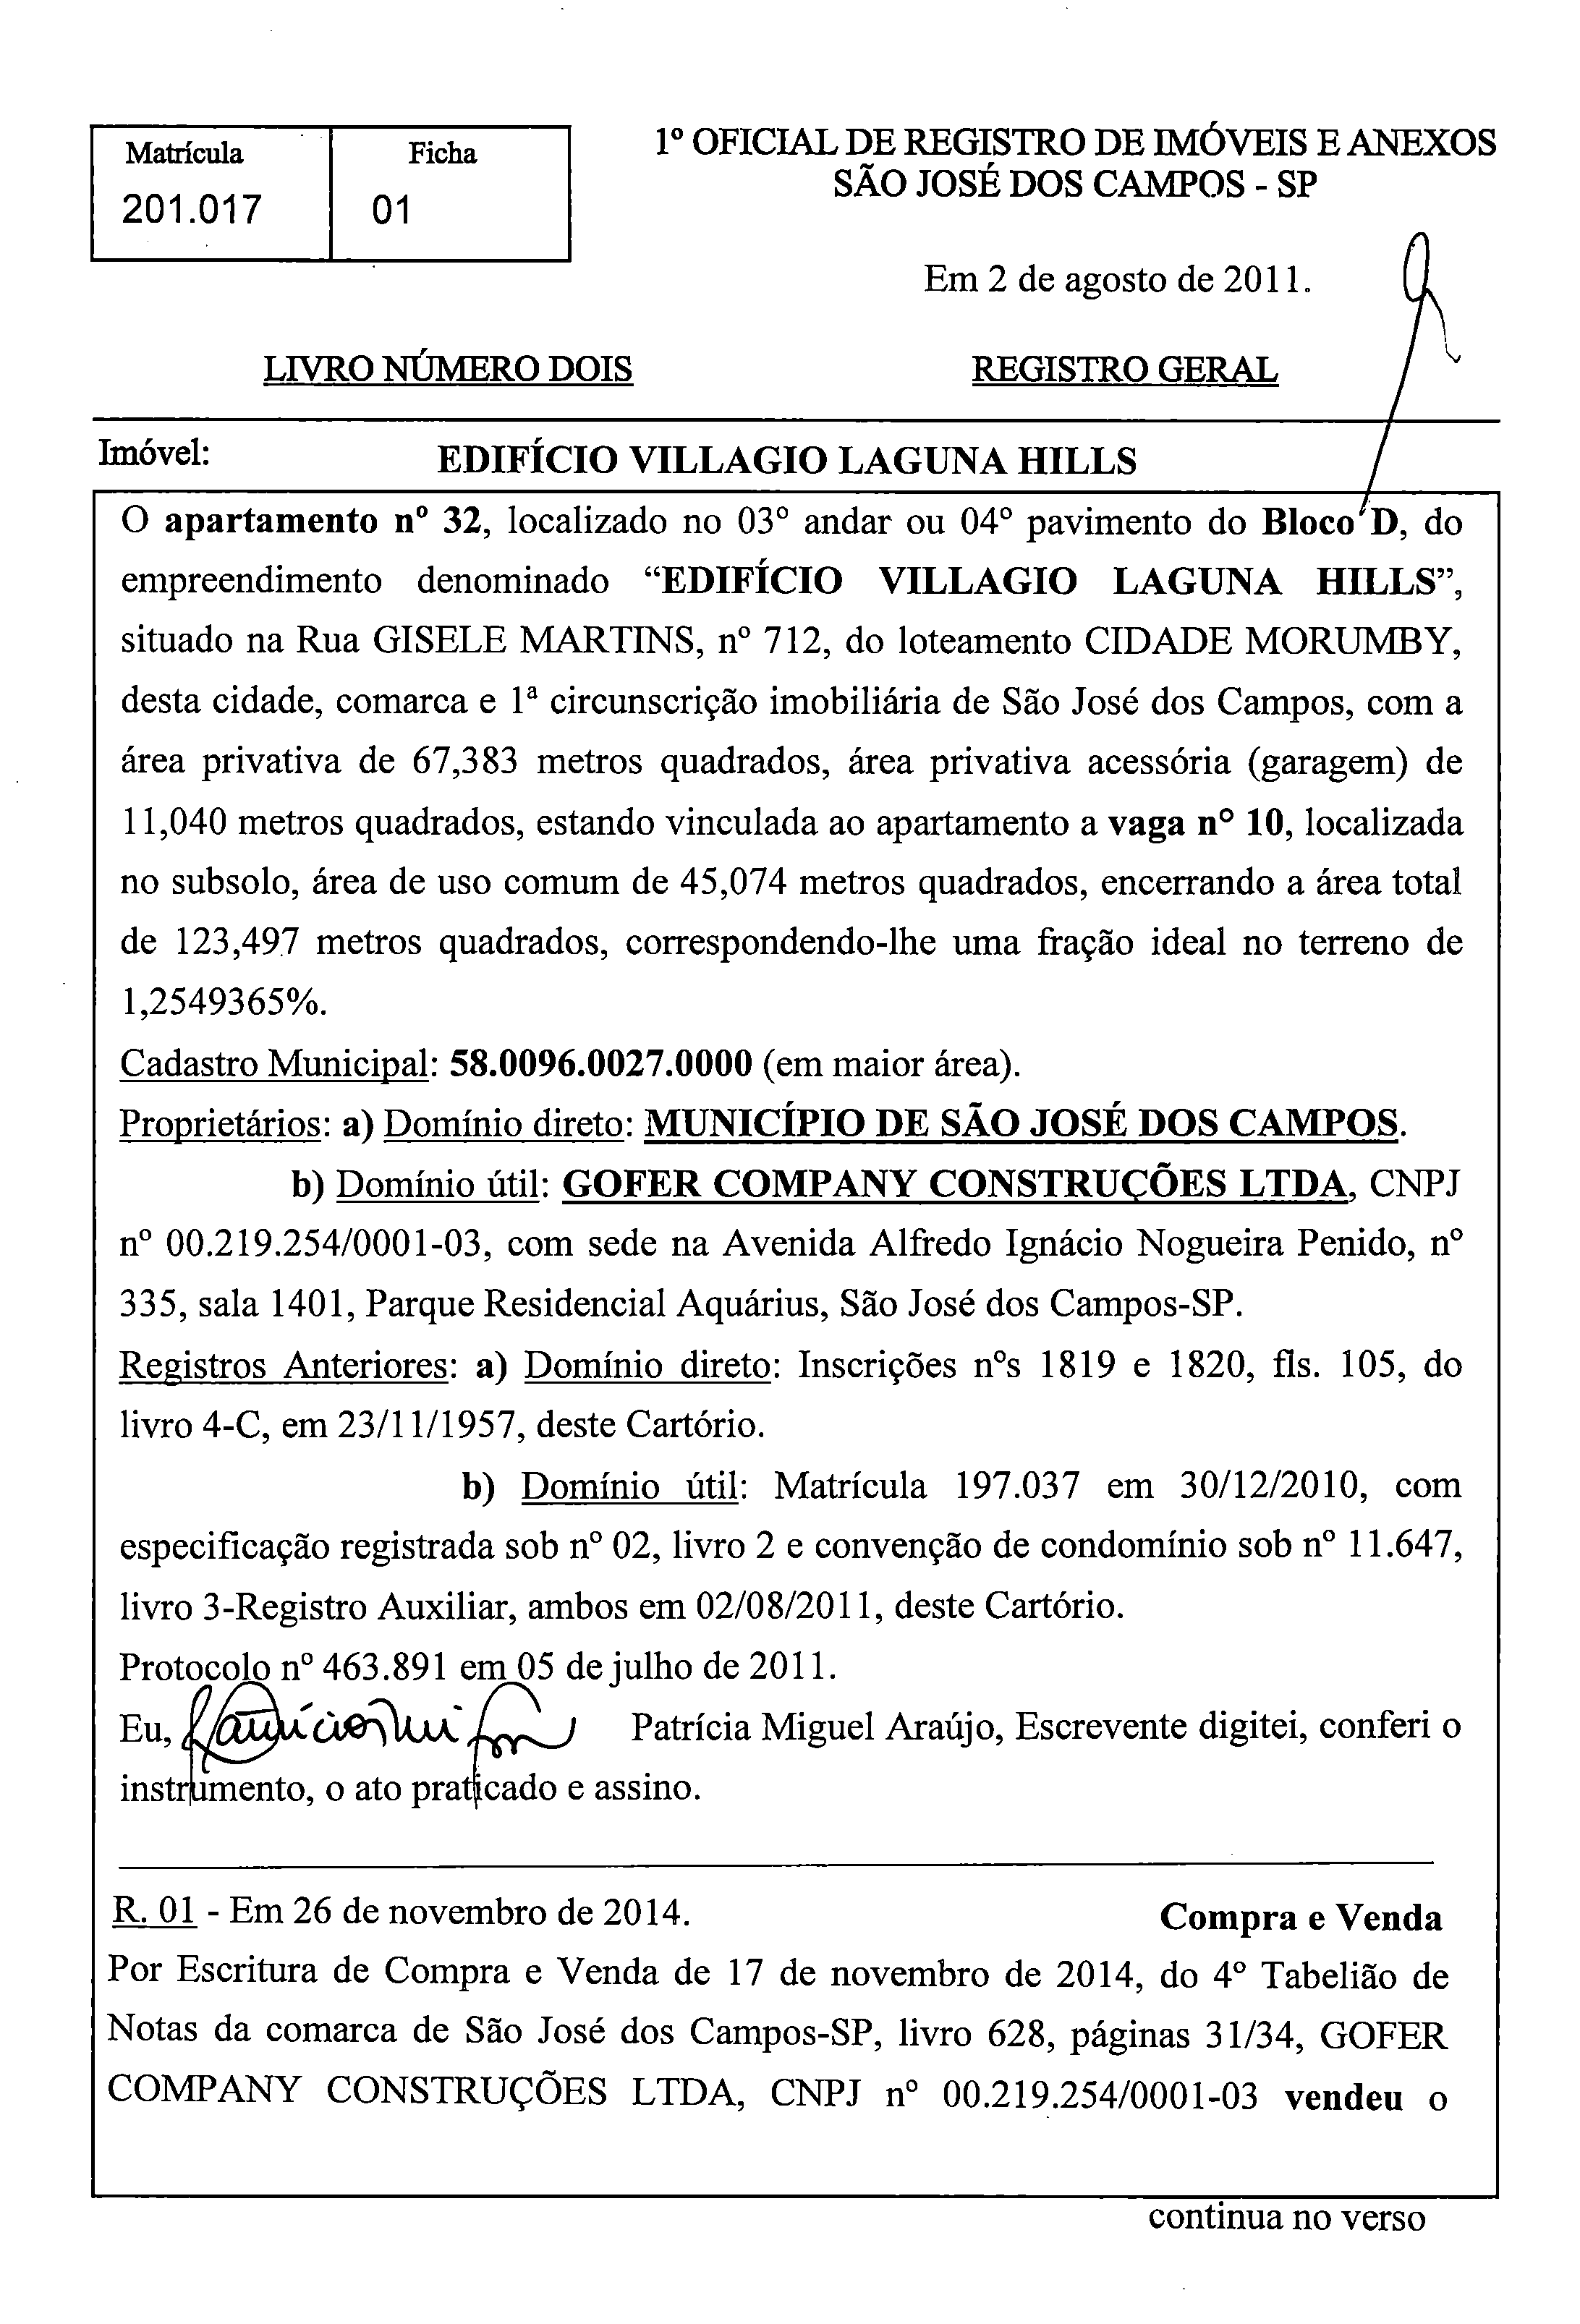 Matrícula
201.017
Ficha
01
1º OFICIAL DE REGISTRO DE IMÓVEIS E ANEXOS
SÃO JOSÉ DOS CAMPOS - SP
Em 2 de agosto de 2011.
LIVRO NÚMERO DOIS
REGISTRO GERAL
Imóvel:
EDIFÍCIO VILLAGIO LAGUNA HILLS
O apartamento nº 32, localizado no 03º andar ou 04º pavimento do Bloco D, do
empreendimento denominado “EDIFÍCIO VILLAGIO LAGUNA HILLS”,
situado na Rua GISELE MARTINS, nº 712, do loteamento CIDADE MORUMBY,
desta cidade, comarca e 1ª circunscrição imobiliária de São José dos Campos, com a
área privativa de 67,383 metros quadrados, área privativa acessória (garagem) de
11,040 metros quadrados, estando vinculada ao apartamento a vaga nº 10, localizada
no subsolo, área de uso comum de 45,074 metros quadrados, encerrando a área total
de 123,497 metros quadrados, correspondendo-lhe uma fração ideal no terreno de
1,2549365%.
Cadastro Municipal: 58.0096.0027.0000 (em maior área).
Proprietários: a) Domínio direto: MUNICÍPIO DE SÃO JOSÉ DOS CAMPOS.
b) Domínio útil: GOFER COMPANY CONSTRUÇÕES LTDA, CNPJ
nº 00.219.254/0001-03, com sede na Avenida Alfredo Ignácio Nogueira Penido, nº
335, sala 1401, Parque Residencial Aquárius, São José dos Campos-SP.
Registros Anteriores: a) Domínio direto: Inscrições nºs 1819 e 1820, fls. 105, do
livro 4-C, em 23/11/1957, deste Cartório.
b) Domínio útil: Matrícula 197.037 em 30/12/2010, com
especificação registrada sob nº 02, livro 2 e convenção de condomínio sob nº 11.647,
livro 3-Registro Auxiliar, ambos em 02/08/2011, deste Cartório.
Protocolo nº 463.891 em 05 de julho de 2011.
Eu, Patrícia Miguel Araújo, Escrevente digitei, conferi o
instrumento, o ato praticado e assino.
R. 01 - Em 26 de novembro de 2014.
Compra e Venda
Por Escritura de Compra e Venda de 17 de novembro de 2014, do 4º Tabelião de
Notas da comarca de São José dos Campos-SP, livro 628, páginas 31/34, GOFER
COMPANY CONSTRUÇÕES LTDA, CNPJ nº 00.219.254/0001-03 vendeu o
continua no verso